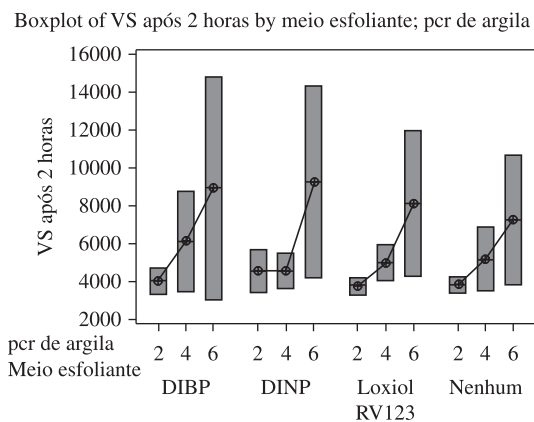 Boxplot of VS após 2 horas by meio esfoliante; pcr de argila
VS após 2 horas
16000
14000
12000
10000
8000
6000
4000
2000
pcr de argila 2 4 6 2 4 6 2 4 6 2 4 6
Meio esfoliante
DIBP DINP Loxiol Nenhum
RV123